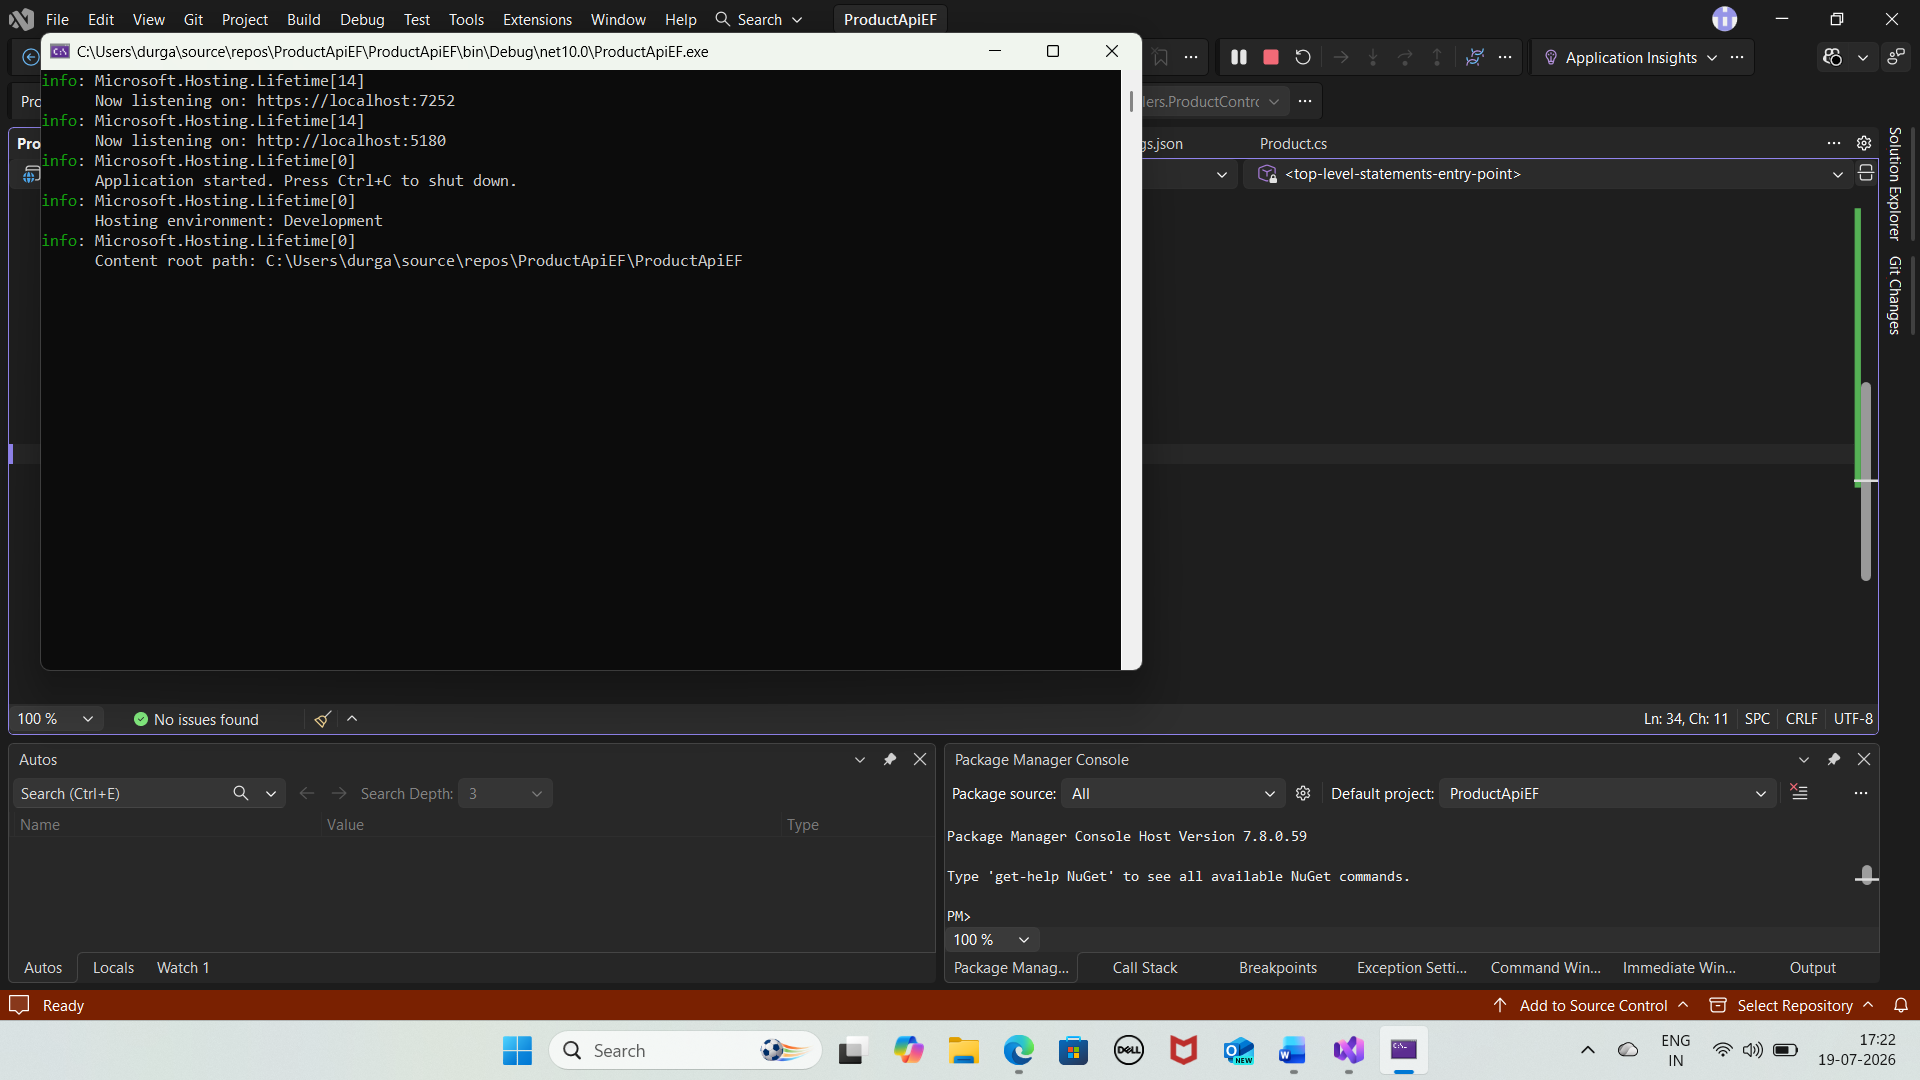 File Edit View Git Project Build Debug Test Tools Extensions Window Help Search ProductApiEF
C:\Users\durga\source\repos\ProductApiEF\ProductApiEF\bin\Debug\net10.0\ProductApiEF.exe
Application Insights
info: Microsoft.Hosting.Lifetime[14]
Now listening on: https://localhost:7252
info: Microsoft.Hosting.Lifetime[14]
Now listening on: http://localhost:5180
info: Microsoft.Hosting.Lifetime[0]
Application started. Press Ctrl+C to shut down.
info: Microsoft.Hosting.Lifetime[0]
Hosting environment: Development
info: Microsoft.Hosting.Lifetime[0]
Content root path: C:\Users\durga\source\repos\ProductApiEF\ProductApiEF
Pro
lers.ProductContro
Pro
gs.json Product.cs
<top-level-statements-entry-point>
Solution Explorer
Git Changes
100 % No issues found Ln: 34, Ch: 11 SPC CRLF UTF-8
Autos
Search (Ctrl+E) Search Depth: 3
Name Value Type
Autos Locals Watch 1
Package Manager Console
Package source: All Default project: ProductApiEF
Package Manager Console Host Version 7.8.0.59
Type 'get-help NuGet' to see all available NuGet commands.
PM>
100 %
Package Manag... Call Stack Breakpoints Exception Setti... Command Win... Immediate Win... Output
Ready Add to Source Control Select Repository
Search
DELL
NEW
ENG
IN
17:22
19-07-2026